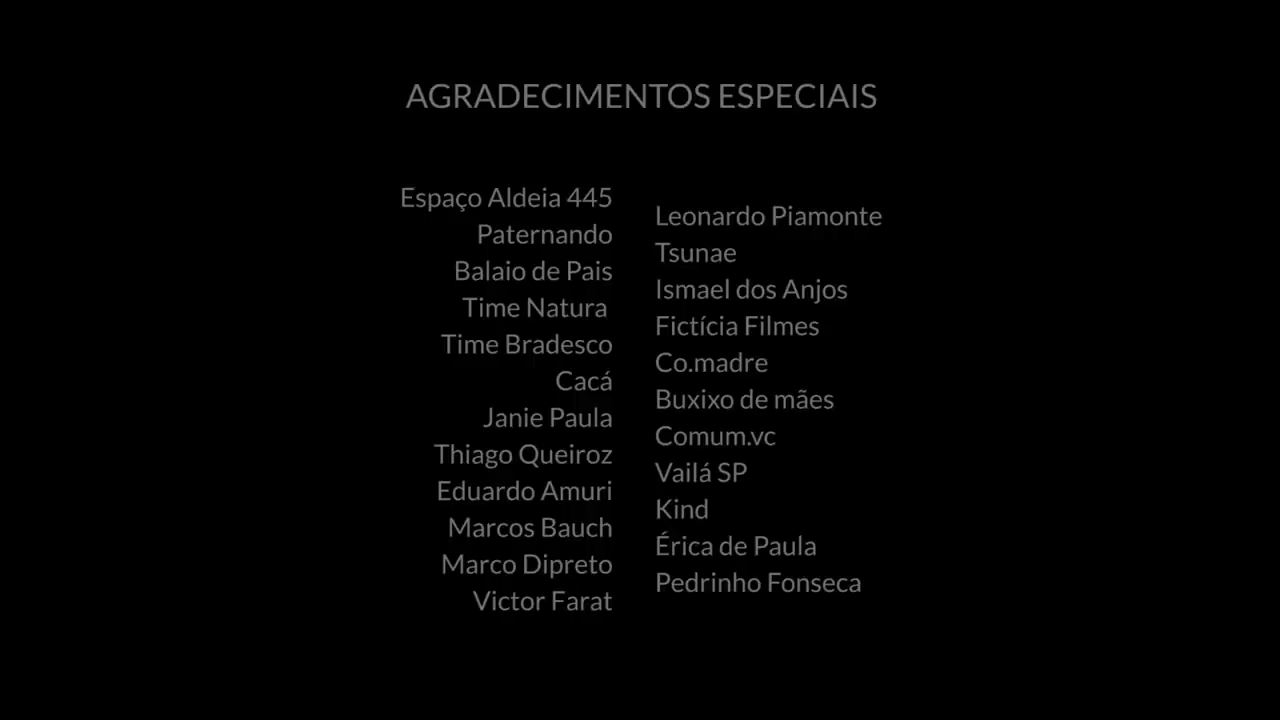 AGRADECIMENTOS ESPECIAIS
Espaço Aldeia 445
Paternando
Balaio de Pais
Time Natura
Time Bradesco
Cacá
Janie Paula
Thiago Queiroz
Eduardo Amuri
Marcos Bauch
Marco Dipreto
Victor Farat
Leonardo Piamonte
Tsunae
Ismael dos Anjos
Fictícia Filmes
Co.madre
Buxixo de mães
Comum.vc
Vailá SP
Kind
Érica de Paula
Pedrinho Fonseca